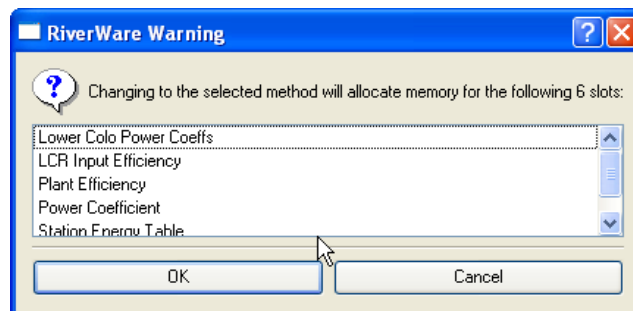 RiverWare Warning
Changing to the selected method will allocate memory for the following 6 slots:
Lower Colo Power Coeffs
LCR Input Efficiency
Plant Efficiency
Power Coefficient
Station Energy Table
OK
Cancel